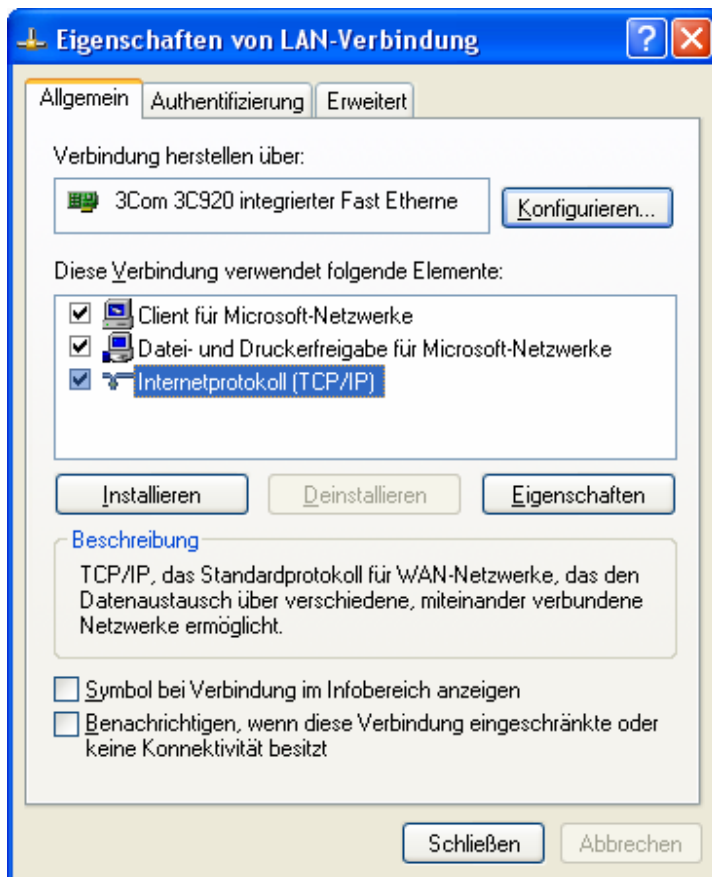 Eigenschaften von LAN-Verbindung
Allgemein
Authentifizierung
Erweitert
Verbindung herstellen über:
3Com 3C920 integrierter Fast Etherne
Konfigurieren...
Diese Verbindung verwendet folgende Elemente:
Client für Microsoft-Netzwerke
Datei- und Druckerfreigabe für Microsoft-Netzwerke
Internetprotokoll (TCP/IP)
Installieren
Deinstallieren
Eigenschaften
Beschreibung
TCP/IP, das Standardprotokoll für WAN-Netzwerke, das den
Datenaustausch über verschiedene, miteinander verbundene
Netzwerke ermöglicht.
Symbol bei Verbindung im Infobereich anzeigen
Benachrichtigen, wenn diese Verbindung eingeschränkte oder
keine Konnektivität besitzt
Schließen
Abbrechen